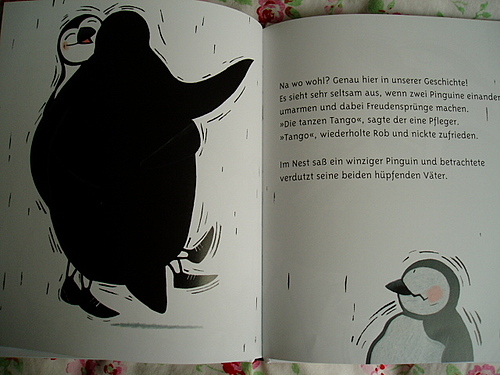 Na wo wohl? Genau hier in unserer Geschichte!
Es sieht sehr seltsam aus, wenn zwei Pinguine einander
umarmen und dabei Freudensprünge machen.
»Die tanzen Tango«, sagte der eine Pfleger.
»Tango«, wiederholte Rob und nickte zufrieden.
Im Nest saß ein winziger Pinguin und betrachtete
verdutzt seine beiden hüpfenden Väter.